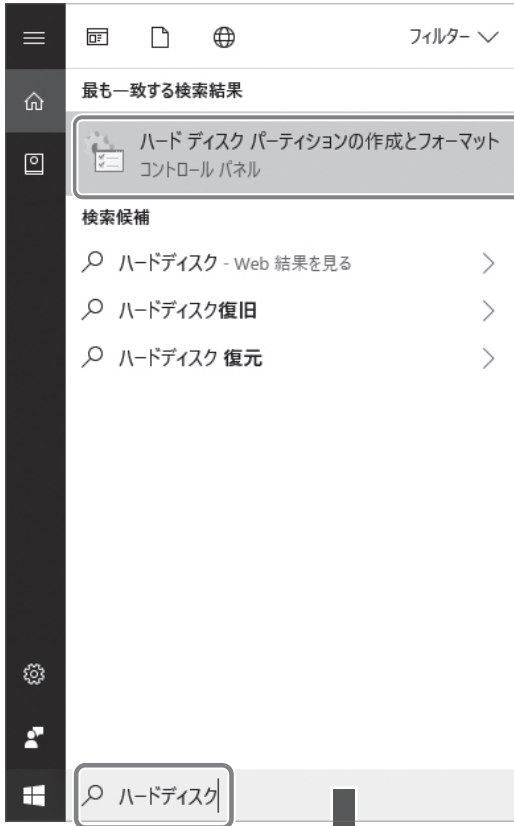 フィルター
最も一致する検索結果
ハード ディスク パーティションの作成とフォーマット
コントロール パネル
検索候補
ハードディスク - Web 結果を見る
ハードディスク復旧
ハードディスク 復元
ハードディスク